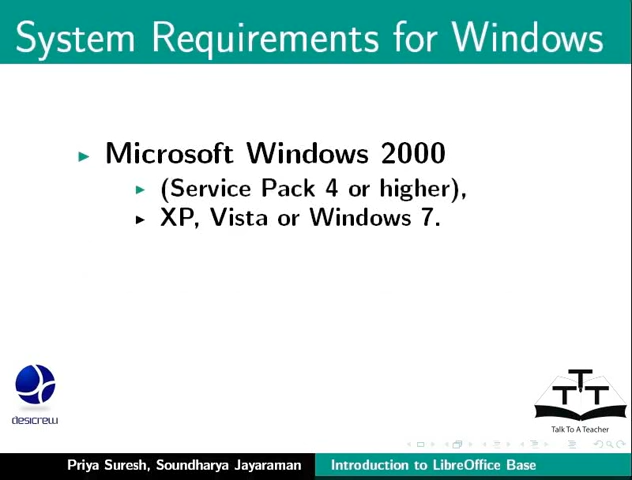 System Requirements for Windows
Microsoft Windows 2000
(Service Pack 4 or higher),
XP, Vista or Windows 7.
desicrew
T T T
Talk To A Teacher
Priya Suresh, Soundharya Jayaraman
Introduction to LibreOffice Base